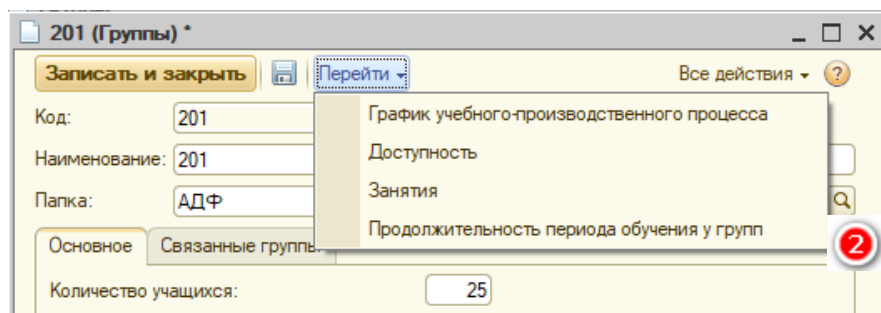 201 (Группы) *
Записать и закрыть Перейти Все действия ?
Код: 201
График учебного-производственного процесса
Наименование: 201
Доступность
Занятия
Папка: АДФ
Продолжительность периода обучения у групп
Основное Связанные группы
2
Количество учащихся: 25